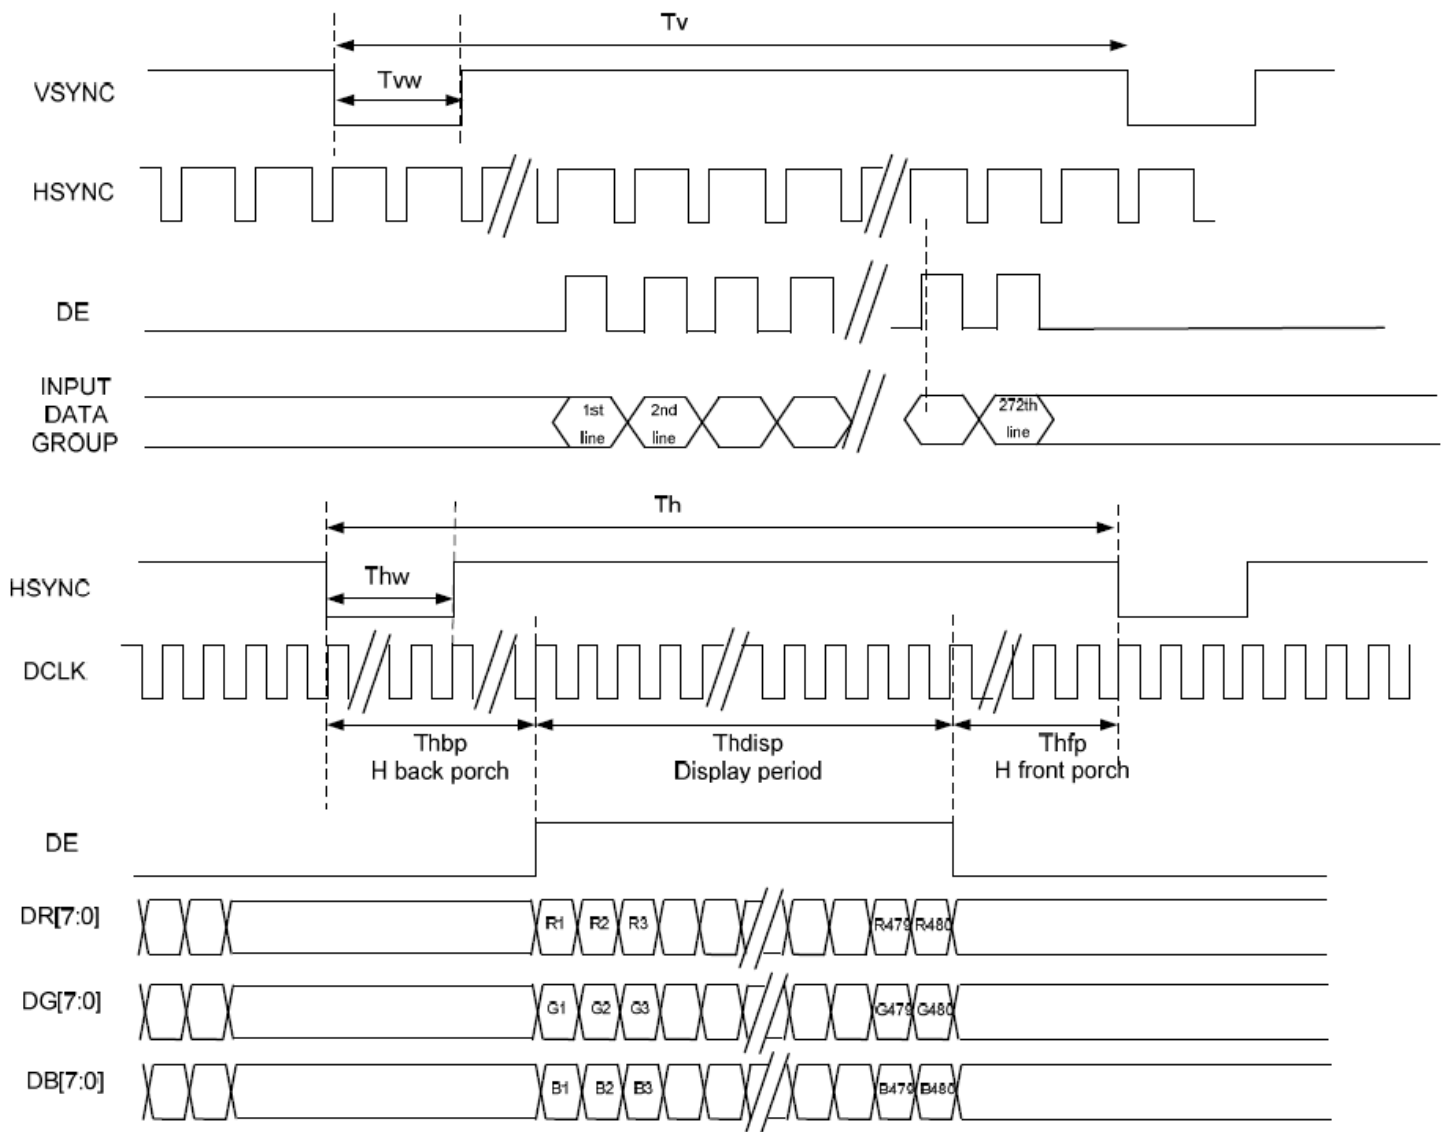 Tv
Tvw
VSYNC
HSYNC
DE
INPUT
DATA
GROUP
1st
line
2nd
line
272th
line
Th
Thw
HSYNC
DCLK
Thbp
H back porch
Thdisp
Display period
Thfp
H front porch
DE
DR[7:0]
R1 R2 R3 R479 R480
DG[7:0]
G1 G2 G3 G479 G480
DB[7:0]
B1 B2 B3 B479 B480